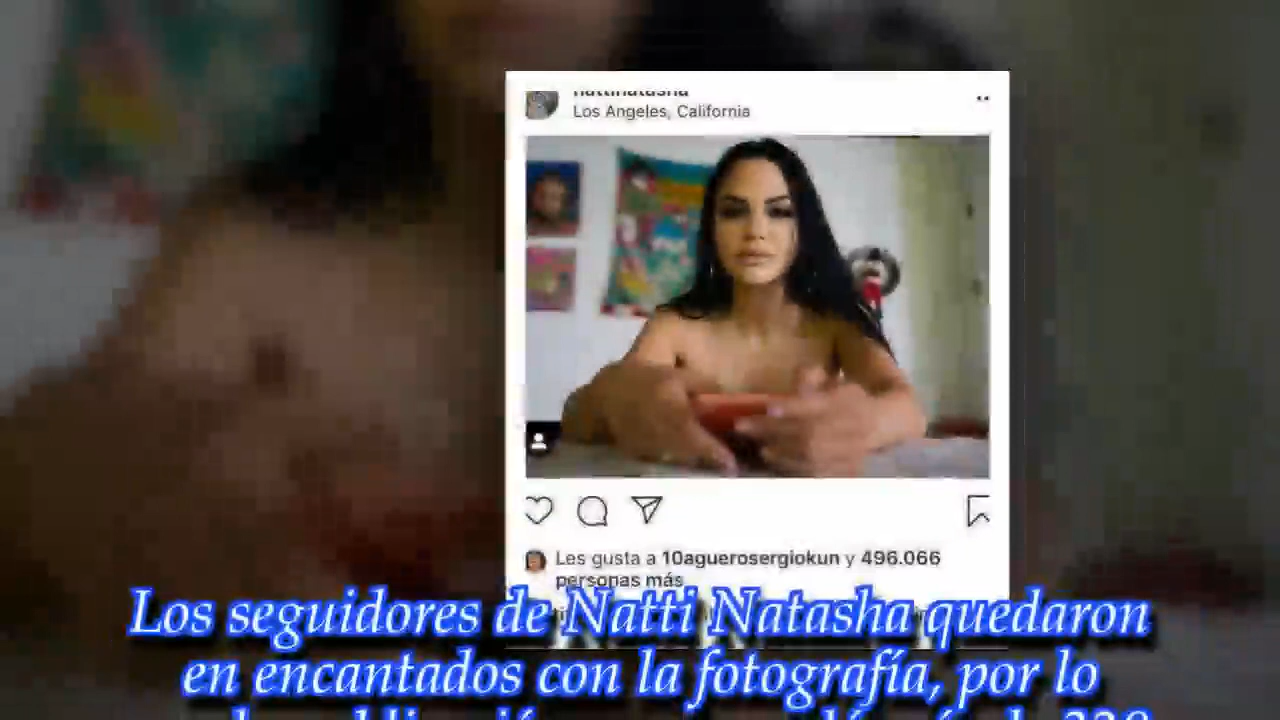 nattinatasha
Los Angeles, California
Les gusta a 10aguerosergiokun y 496.066
personas más
Los seguidores de Natti Natasha quedaron
en encantados con la fotografía, por lo